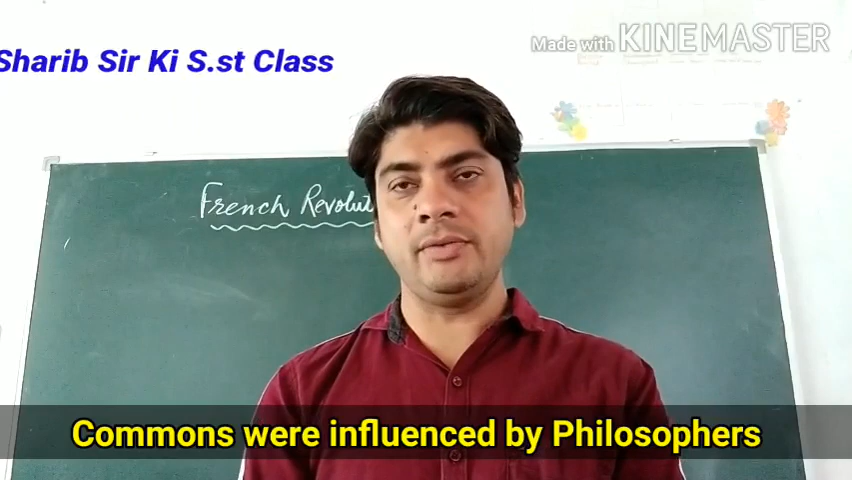 Made with KINEMASTER
Sharib Sir Ki S.st Class
French Revolut
Commons were influenced by Philosophers